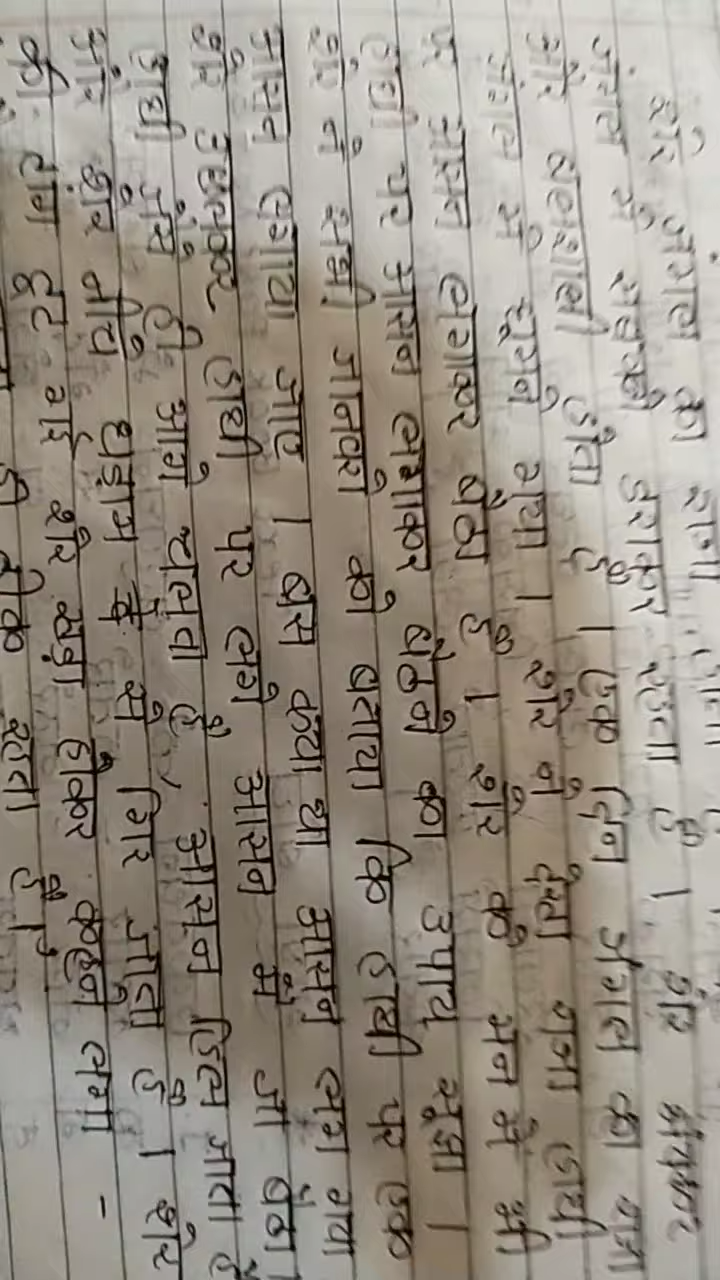 शेर जंगल का राजा होता है। शेर
जंगल में सबको डराकर रहता है। शेर
और बलशाली होता है। एक दिन जंगल का राजा
जंगल में घूमने गया। शेर ने देखा गजा हाथी
पर आसन लगाकर बैठा है। शेर के मन में भी
हाथी पर आसन लगाकर बैठने का उपाय सूझा।
शेर ने सभी जानवरों को बताया कि हाथी पर एक
आसन लगाया जाए। बस क्या था आसन लग गया
शेर उछलकर हाथी पर लगे आसन में जा बैठा।
हाथी जैसे ही आगे चलता है, आसन हिल जाता है
और शेर नीचे धड़ाम से गिर जाता है। शेर
की टांग टूट गई शेर खड़ा होकर कहने लगा -
ही ठीक रहता है।